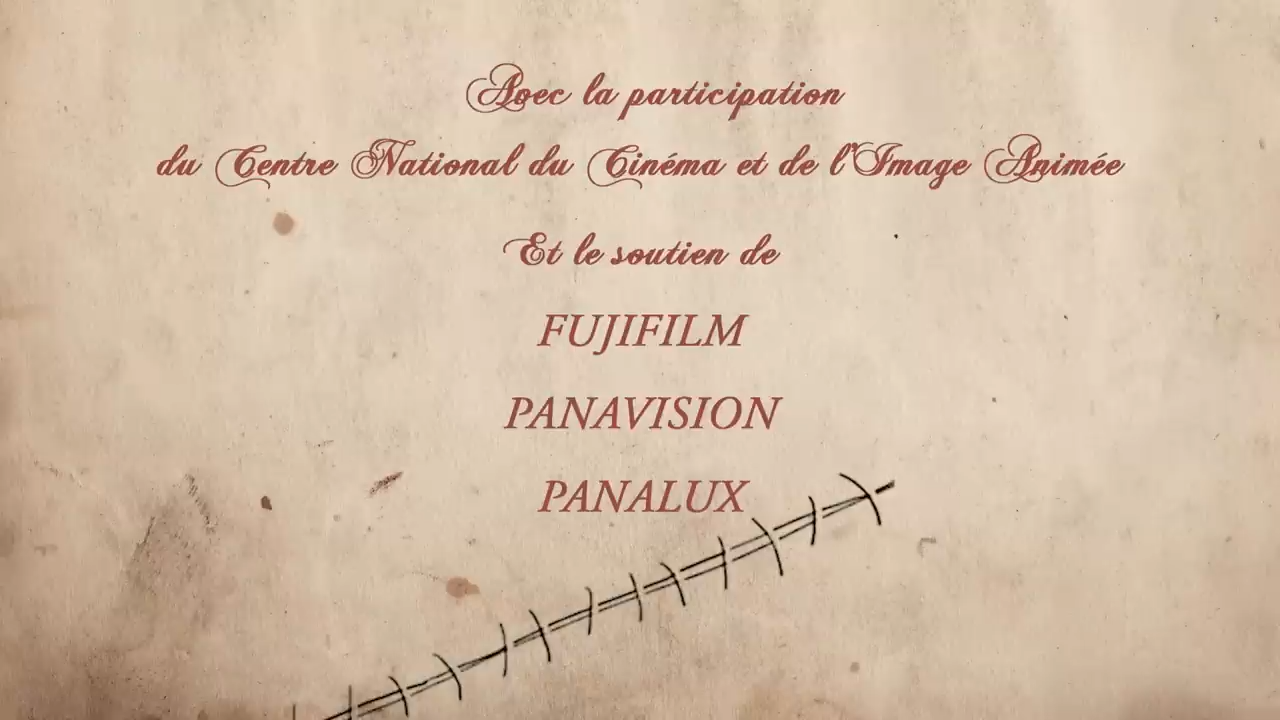 Avec la participation
du Centre National du Cinéma et de l'Image Animée
Et le soutien de
FUJIFILM
PANAVISION
PANALUX